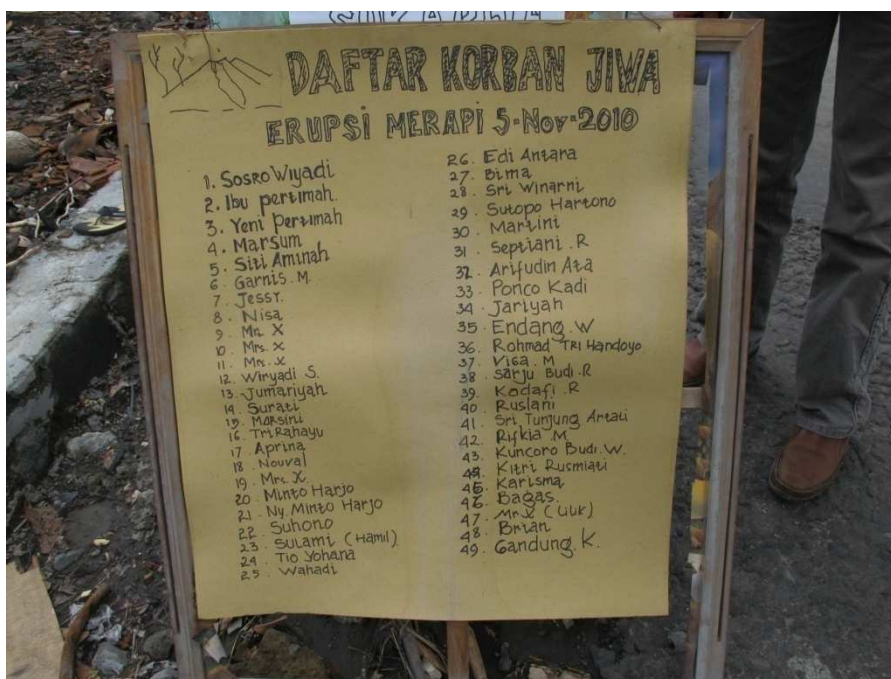 DAFTAR KORBAN JIWA
ERUPSI MERAPI 5-Nov-2010
1. Sosro Wiyadi
2. Ibu pertimah.
3. Yeni Pertimah
4. Marsum
5. Siti Aminah
6. Garnis. M.
7. Jessy.
8. Nisa
9. Mr. X
10. Mrs. X
11. Mrs. X
12. Wiryadi S.
13. Jumariyah
14. Surati
15. Marsini
16. Tri Rahayu
17. Aprina
18. Nouval
19. Mrs. X
20. Minto Harjo
21. Ny. Minto Harjo
22. Suhono
23. Sulami (Hamil)
24. Tio Yohana
25. Wahadi
26. Edi Antara
27. Bima
28. Sri Winarni
29. Sutopo Hartono
30. Martini
31. Septiani. R
32. Arifudin Ata
33. Ponco Kadi
34. Jariyah
35. Endang. W
36. Rohmad TRI Handoyo
37. Visa. M
38. Sarju Budi. R
39. Kadafi. R
40. Ruslani
41. Sri Tunjung Artati
42. Rifkia. M
43. Kuncoro Budi. W.
44. Kitri Rusmiati
45. Karisma
46. Bagas.
47. Mr. X (
48. Brian
49. Gandung. K.